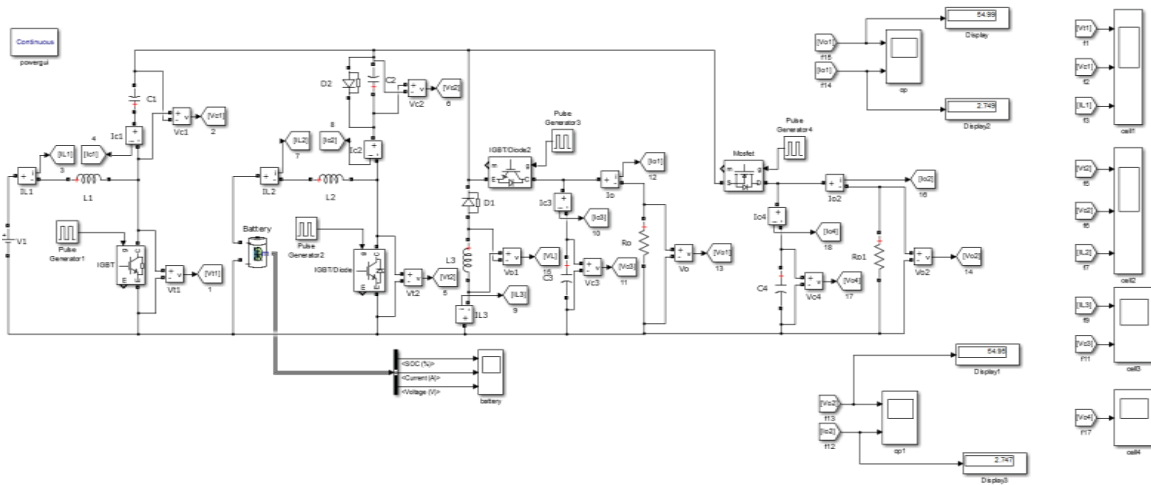 Continuous
powergui
C1
Ic1
4
[Ic1]
[IL1]
3
IL1
L1
V1
Pulse
Generator1
IGBT
Vc1
[Vc1]
2
Vt1
[Vt1]
1
D2
C2
Vc2
[Vc2]
6
8
[Ic2]
Ic2
[IL2]
7
IL2
L2
Battery
Pulse
Generator2
IGBT/Diode
Vt2
[Vt2]
5
<SOC (%)>
<Current (A)>
<Voltage (V)>
battery
Pulse
Generator3
IGBT/Diode2
m
g
E
C
D1
L3
Vo1
[VL]
IL3
[IL3]
9
Ic3
10
C3
Vc3
[Vc3]
11
Io
[Io1]
12
Ro
Vo
[Vo1]
13
Pulse
Generator4
Mosfet
m
g
S
D
Io2
[Io2]
16
Ic4
[Ic4]
18
C4
Vc4
[Vc4]
17
Rp1
Vo2
[Vo2]
14
[Vo1]
f15
[Io1]
f14
op
54.99
Display
2.749
Display2
[Vo2]
f13
[Io2]
f12
op1
54.95
Display1
2.747
Display3
[Vt1]
f1
[Vc1]
f2
[IL1]
f3
cell1
[Vt2]
f5
[Vc2]
f6
[IL2]
f7
cell2
[IL3]
f9
[Vc3]
f11
cell3
[Vc4]
f17
cell4